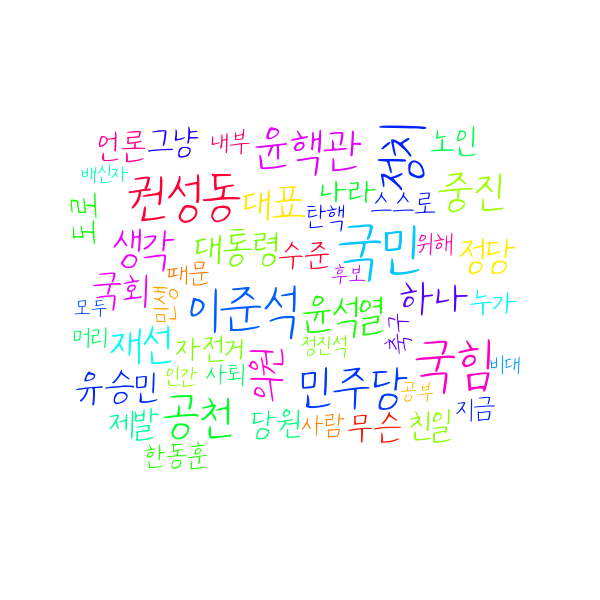 언론 그냥 내부 윤핵관 정치 노인
배신자 권성동 대표 나라 스스로 중진
도로 탄핵
생각 대통령 수준 국민 위해 정당
국회 때문 후보
모두 민생 이준석 윤석열 하나 누가
머리 재선 자전거 정진석 축구 국힘 비대
유승민 인간 사퇴 의원 민주당 공부
제발 공천 당원 사람 무슨 친일 지금
한동훈